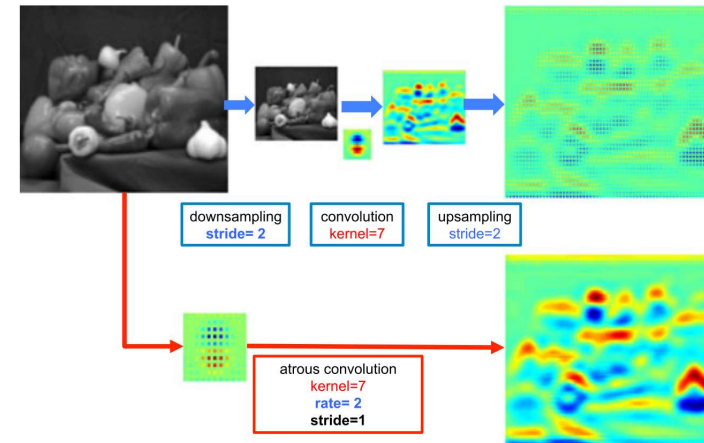 downsampling
stride= 2
convolution
kernel=7
upsampling
stride=2
atrous convolution
kernel=7
rate= 2
stride=1